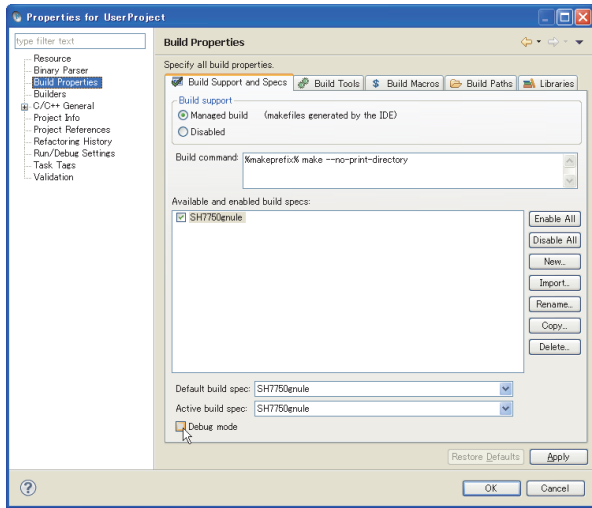 Properties for UserProject
type filter text
Resource
Binary Parser
Build Properties
Builders
C/C++ General
Project Info
Project References
Refactoring History
Run/Debug Settings
Task Tags
Validation
Build Properties
Specify all build properties.
Build Support and Specs
Build Tools
Build Macros
Build Paths
Libraries
Build support
Managed build (makefiles generated by the IDE)
Disabled
Build command: %makeprefix% make --no-print-directory
Available and enabled build specs:
SH7750gnule
Enable All
Disable All
New...
Import...
Rename...
Copy...
Delete...
Default build spec: SH7750gnule
Active build spec: SH7750gnule
Debug mode
Restore Defaults
Apply
OK
Cancel